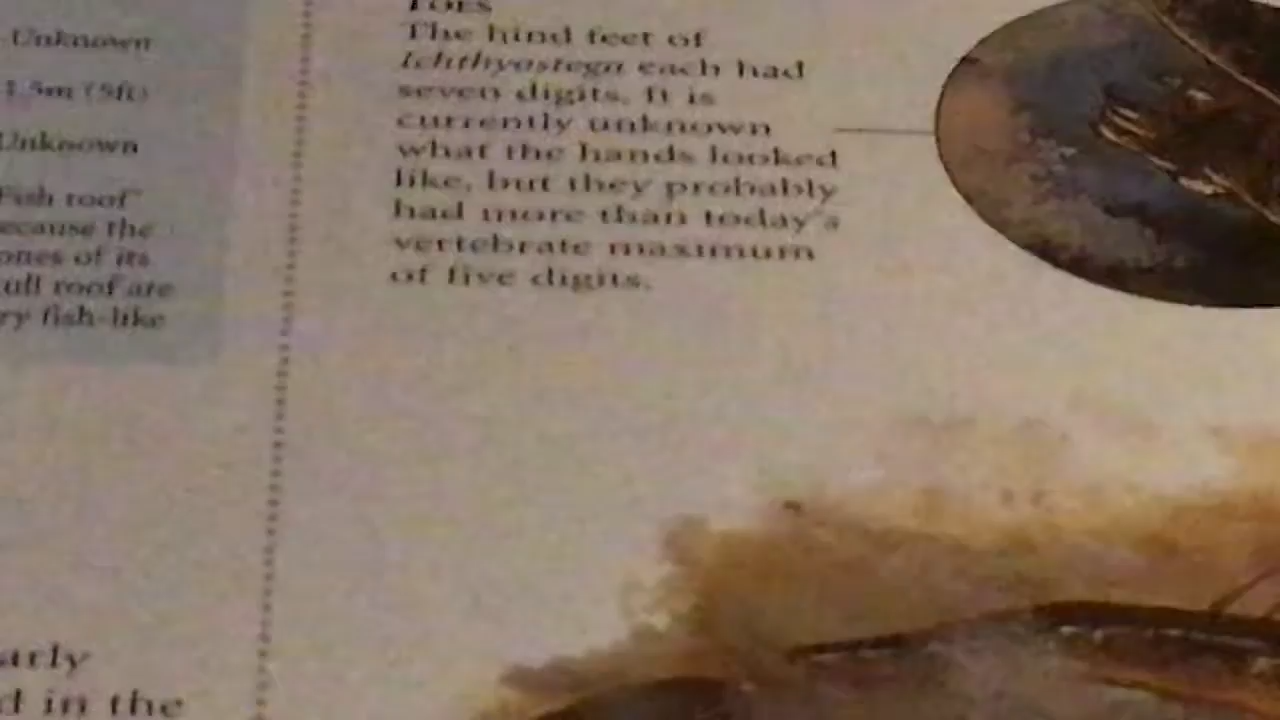 Unknown
1.5m (5ft)
Unknown
Fish roof"
ecause the
ones of its
ull roof are
ry fish-like
arly
d in the
TOES
The hind feet of
Ichthyostega each had
seven digits. It is
currently unknown
what the hands looked
like, but they probably
had more than today's
vertebrate maximum
of five digits.